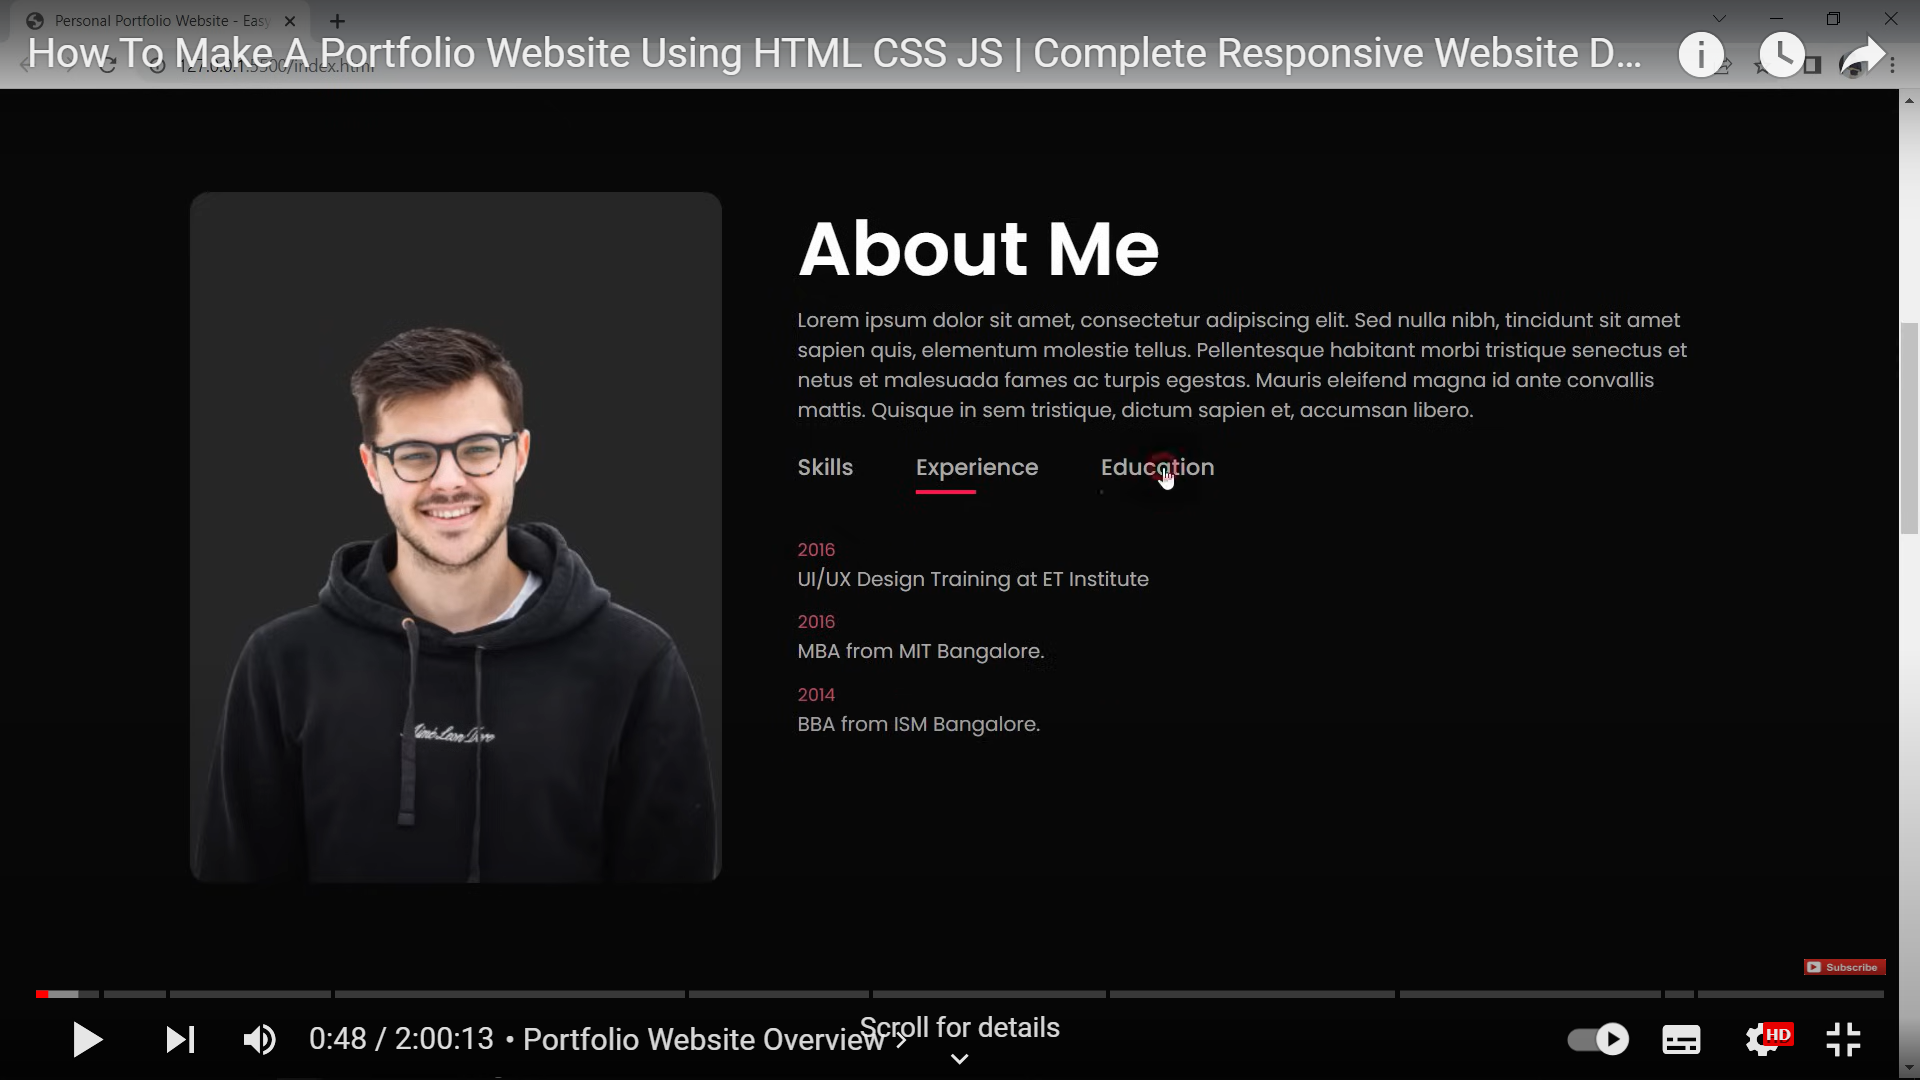 Personal Portfolio Website - Easy
How To Make A Portfolio Website Using HTML CSS JS | Complete Responsive Website D...
127.0.0.1:5500/index.html
About Me
Lorem ipsum dolor sit amet, consectetur adipiscing elit. Sed nulla nibh, tincidunt sit amet
sapien quis, elementum molestie tellus. Pellentesque habitant morbi tristique senectus et
netus et malesuada fames ac turpis egestas. Mauris eleifend magna id ante convallis
mattis. Quisque in sem tristique, dictum sapien et, accumsan libero.
Skills Experience Education
2016
UI/UX Design Training at ET Institute
2016
MBA from MIT Bangalore.
2014
BBA from ISM Bangalore.
Subscribe
0:48 / 2:00:13 • Portfolio Website Overview
Scroll for details
HD